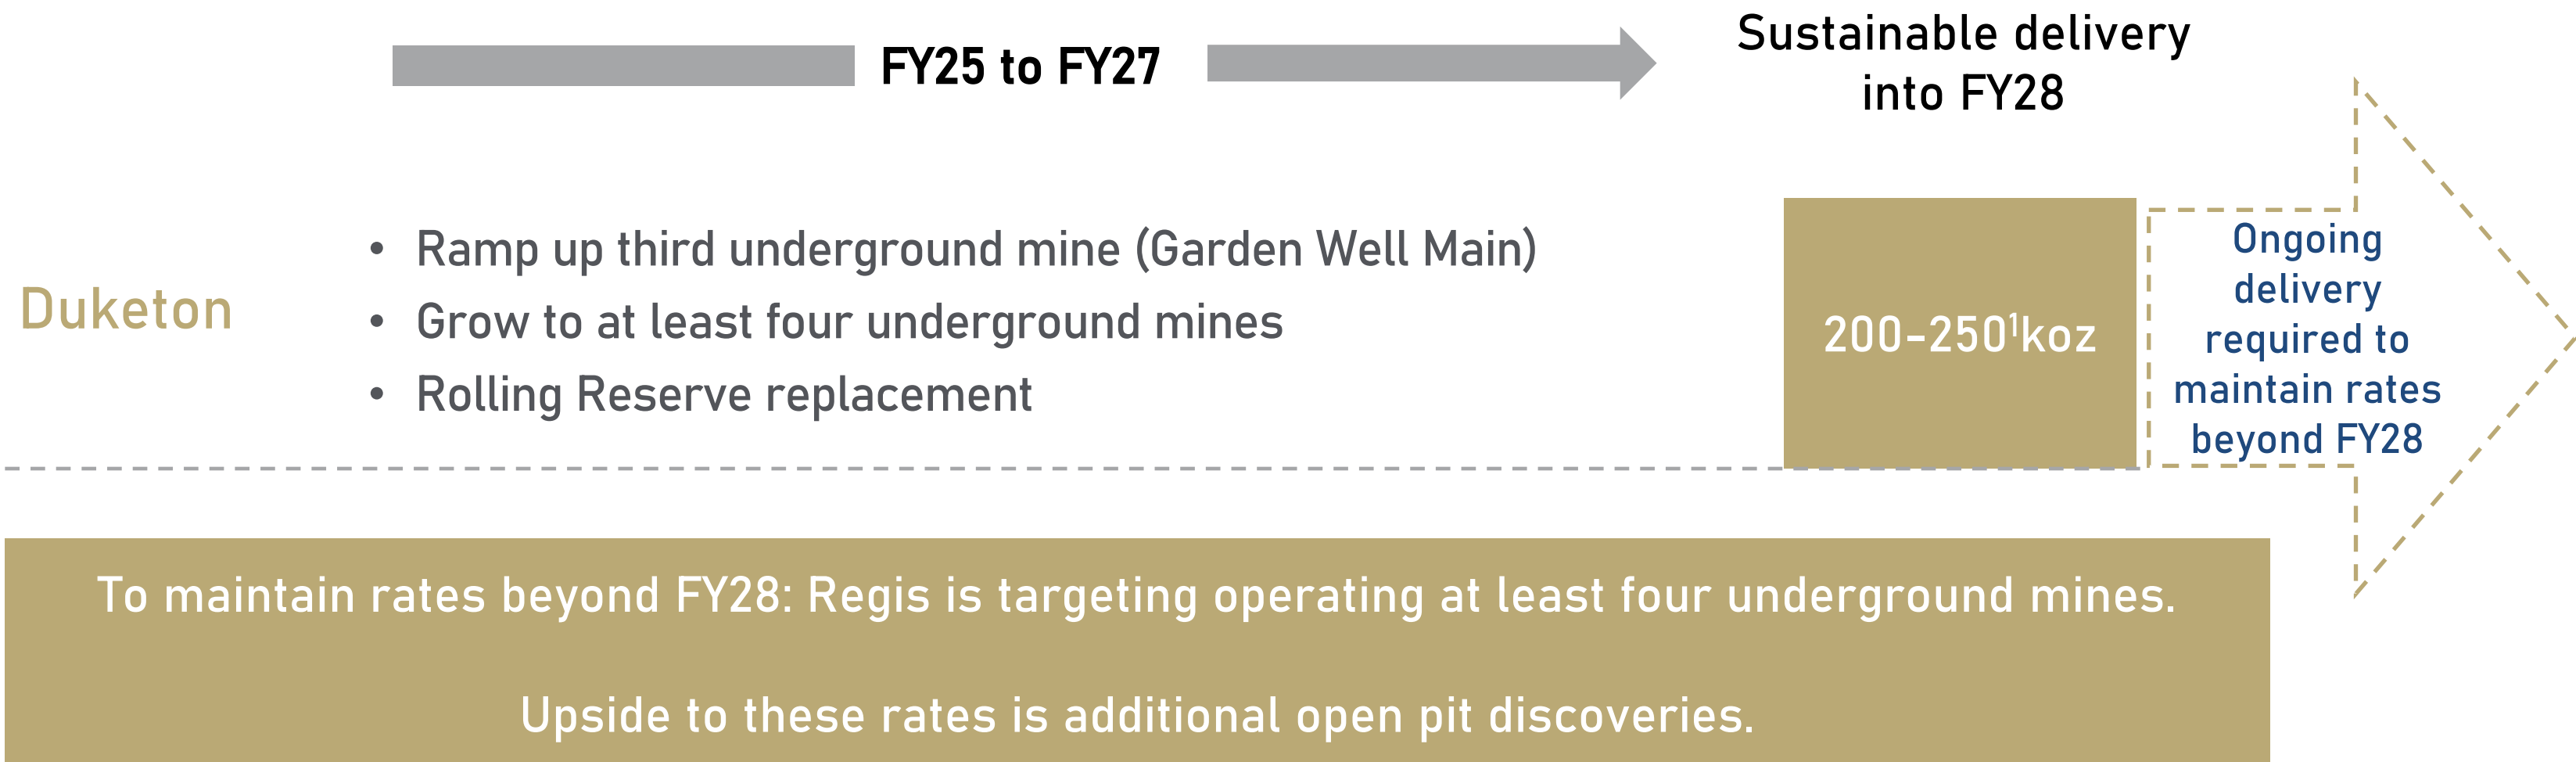 FY25 to FY27
Sustainable delivery
into FY28
Duketon
• Ramp up third underground mine (Garden Well Main)
• Grow to at least four underground mines
• Rolling Reserve replacement
200-250¹koz
Ongoing
delivery
required to
maintain rates
beyond FY28
To maintain rates beyond FY28: Regis is targeting operating at least four underground mines.
Upside to these rates is additional open pit discoveries.